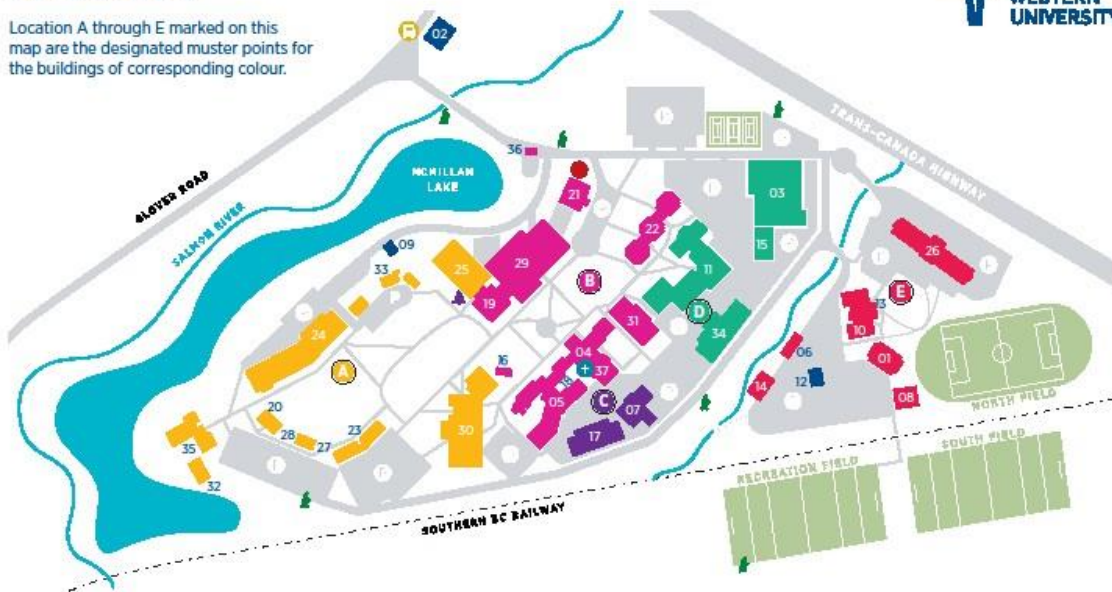 Location A through E marked on this
map are the designated muster points for
the buildings of corresponding colour.
WESTERN
UNIVERSITY
02
TRANS-CANADA HIGHWAY
GLOVER ROAD
SALMON RIVER
MCMILLAN
LAKE
36
21
03
22
15
26
09
33
25
29
19
B
11
E
13
10
24
31
D
34
A
16
04
37
06
01
12
14
08
20
28
27
23
30
05
C
07
17
35
32
NORTH FIELD
SOUTH FIELD
RECREATION FIELD
SOUTHERN BC RAILWAY
P